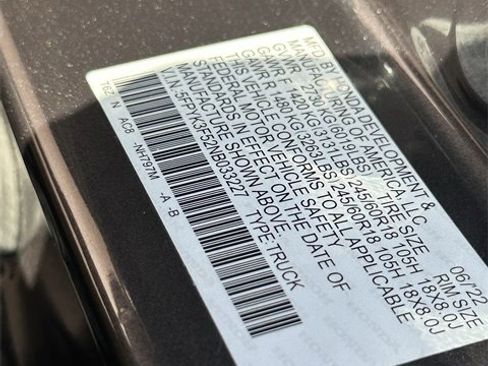 MFD. BY HONDA DEVELOPMENT &
MANUFACTURING OF AMERICA, LLC. 06/22
GVWR 2730 KG 6019 LBS TIRE SIZE RIM SIZE
GAWR F 1420 KG 3131 LBS 245/60R18 105H 18X8.0J
GAWR R 1480 KG 3263 LBS 245/60R18 105H 18X8.0J
THIS VEHICLE CONFORMS TO ALL APPLICABLE
FEDERAL MOTOR VEHICLE SAFETY
STANDARDS IN EFFECT ON THE DATE OF
MANUFACTURE SHOWN ABOVE.
V.I.N. 5FPYK3F52NB03227 TYPE:TRUCK
T6Z N AC8 -NH797M -A -B